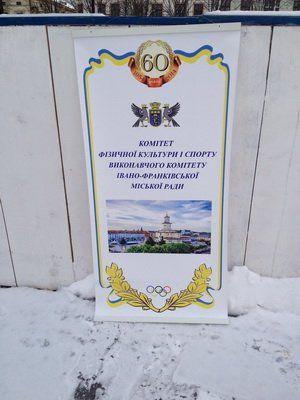 60
КОМІТЕТ
ФІЗИЧНОЇ КУЛЬТУРИ І СПОРТУ
ВИКОНАВЧОГО КОМІТЕТУ
ІВАНО-ФРАНКІВСЬКОЇ
МІСЬКОЇ РАДИ